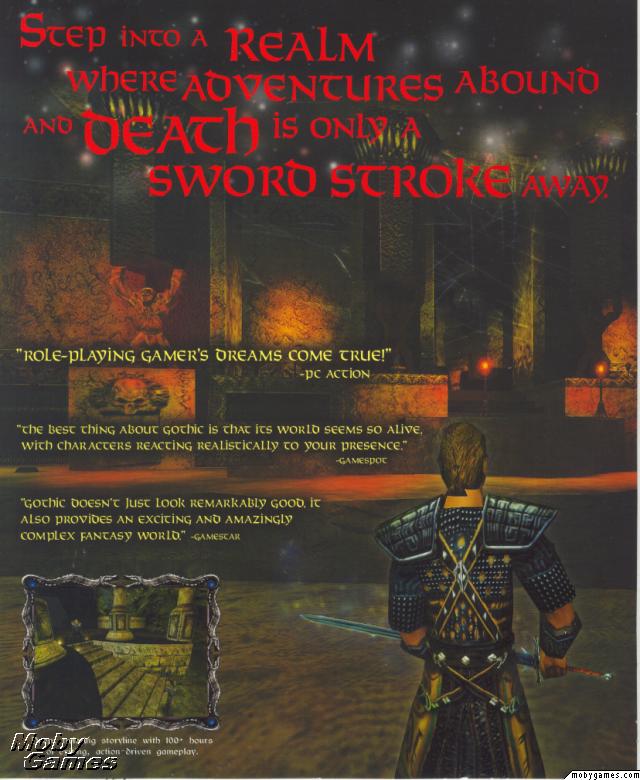 Step into a Realm
where adventures abound
and death is only a
sword stroke away.
"Role-playing gamer's dreams come true!"
-PC Action
"The best thing about Gothic is that its world seems so alive,
with characters reacting realistically to your presence."
-GameSpot
"Gothic doesn't just look remarkably good, it
also provides an exciting and amazingly
complex fantasy world." -GameStar
storyline with 100+ hours
of action-driven gameplay.
Moby
Games
mobygames.com